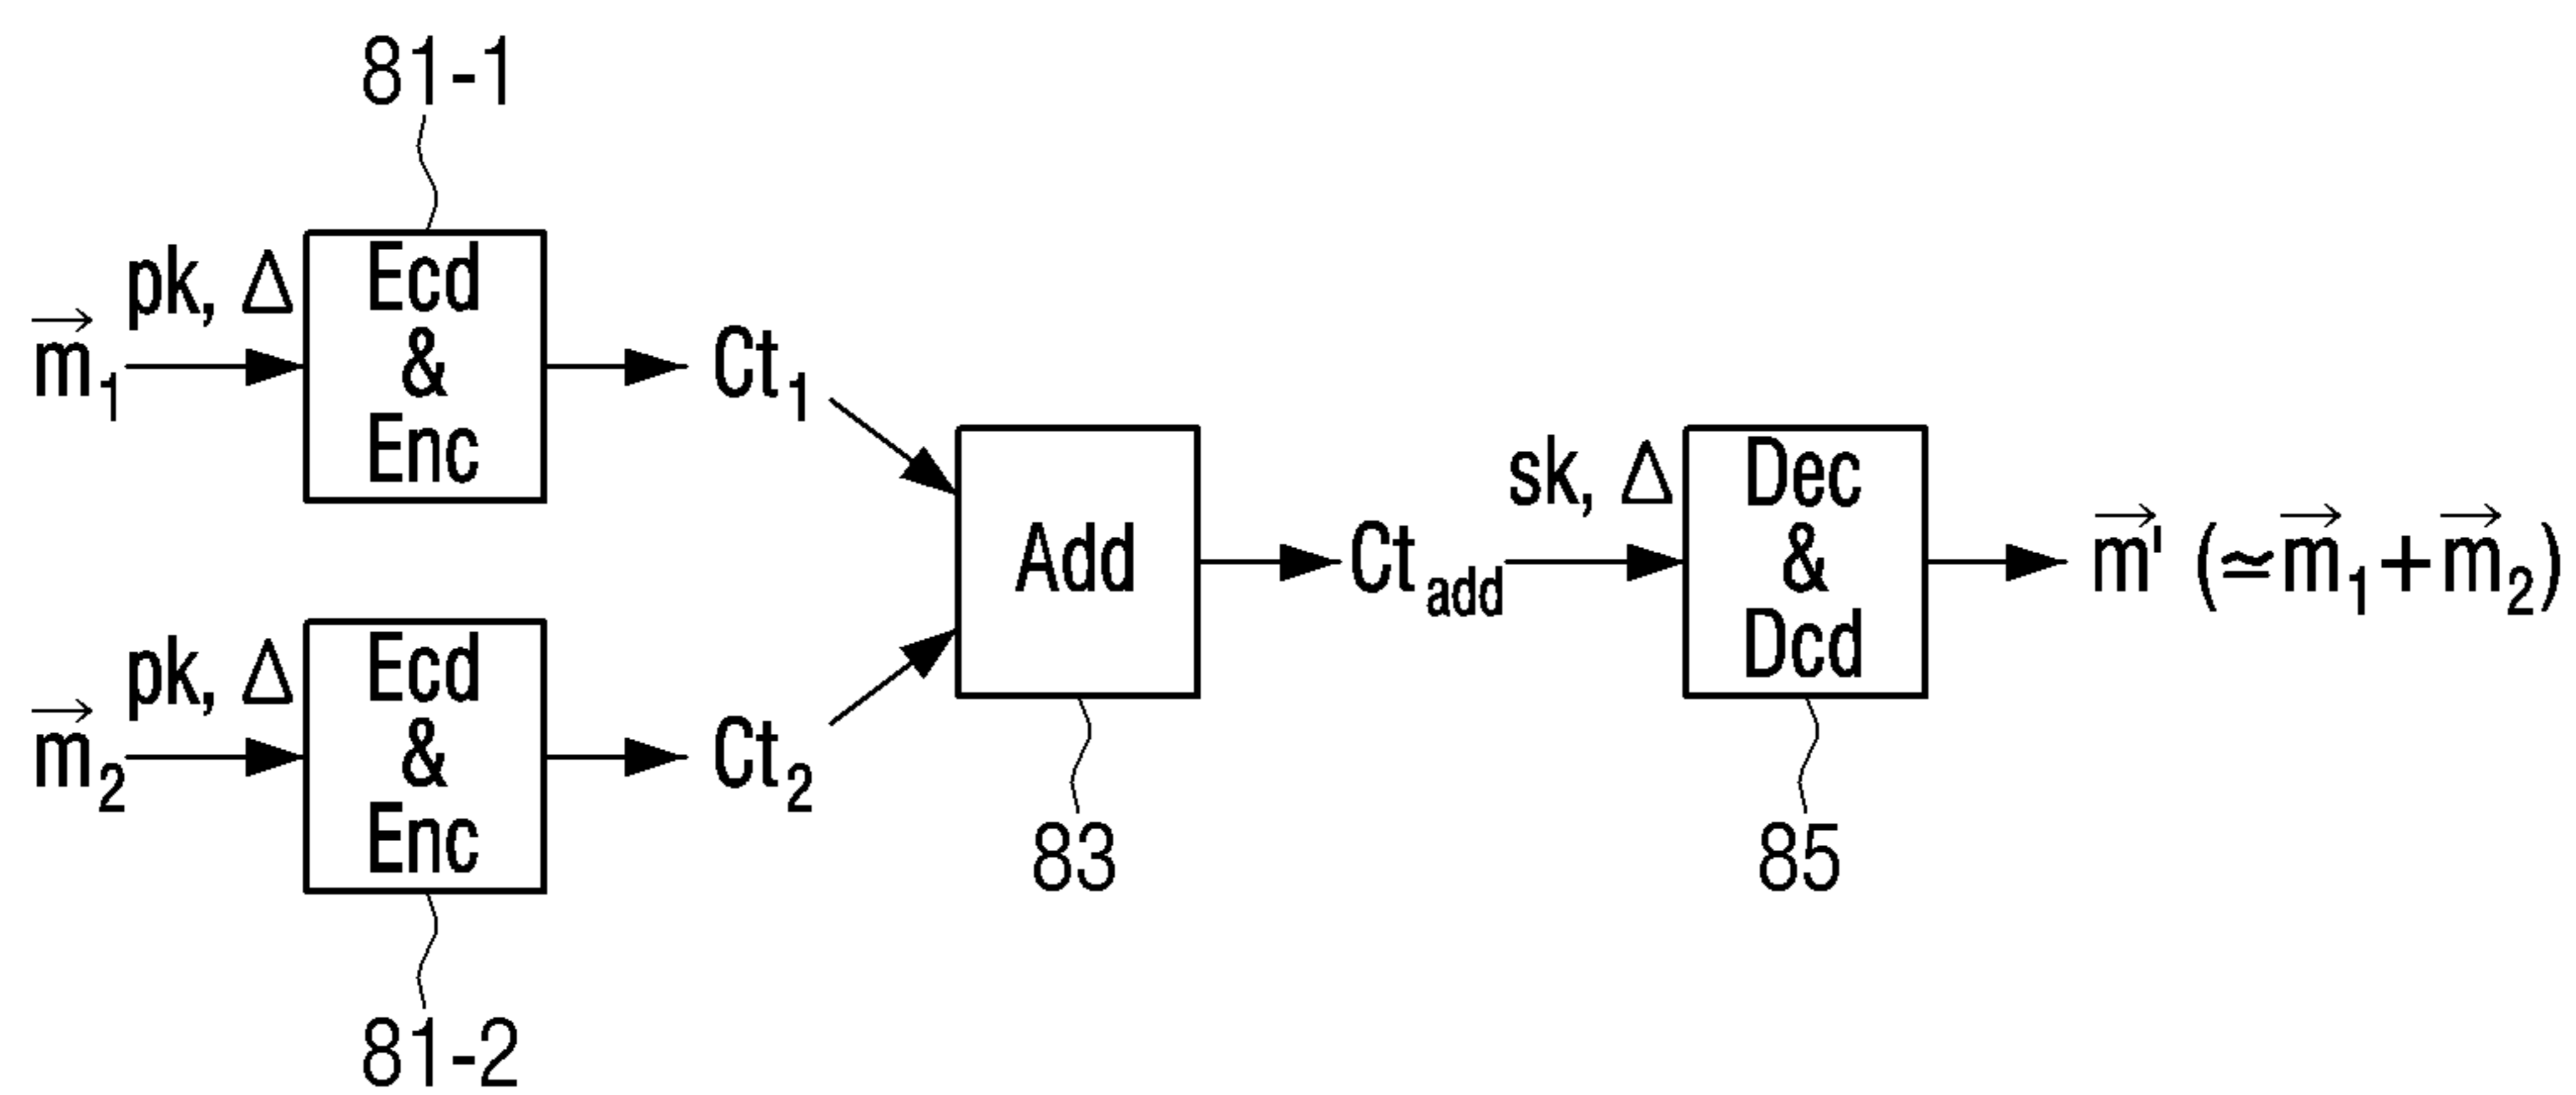 81-1
pk, Δ
m⃗₁
Ecd
&
Enc
Ct₁
pk, Δ
m⃗₂
Ecd
&
Enc
Ct₂
81-2
Add
83
Ct_add
sk, Δ
Dec
&
Dcd
85
m⃗' (≃m⃗₁+m⃗₂)